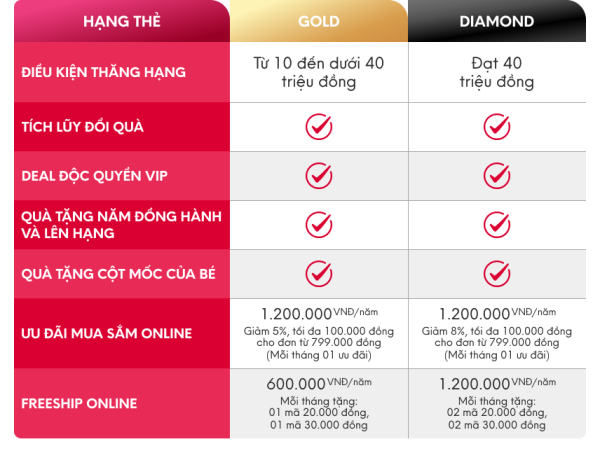 HẠNG THẺ
GOLD
DIAMOND
ĐIỀU KIỆN THĂNG HẠNG
Từ 10 đến dưới 40
triệu đồng
Đạt 40
triệu đồng
TÍCH LŨY ĐỔI QUÀ
DEAL ĐỘC QUYỀN VIP
QUÀ TẶNG NĂM ĐỒNG HÀNH
VÀ LÊN HẠNG
QUÀ TẶNG CỘT MỐC CỦA BÉ
ƯU ĐÃI MUA SẮM ONLINE
1.200.000 VNĐ/năm
Giảm 5%, tối đa 100.000 đồng
cho đơn từ 799.000 đồng
(Mỗi tháng 01 ưu đãi)
1.200.000 VNĐ/năm
Giảm 8%, tối đa 100.000 đồng
cho đơn từ 799.000 đồng
(Mỗi tháng 01 ưu đãi)
FREESHIP ONLINE
600.000 VNĐ/năm
Mỗi tháng tặng:
01 mã 20.000 đồng,
01 mã 30.000 đồng
1.200.000 VNĐ/năm
Mỗi tháng tặng:
02 mã 20.000 đồng,
02 mã 30.000 đồng